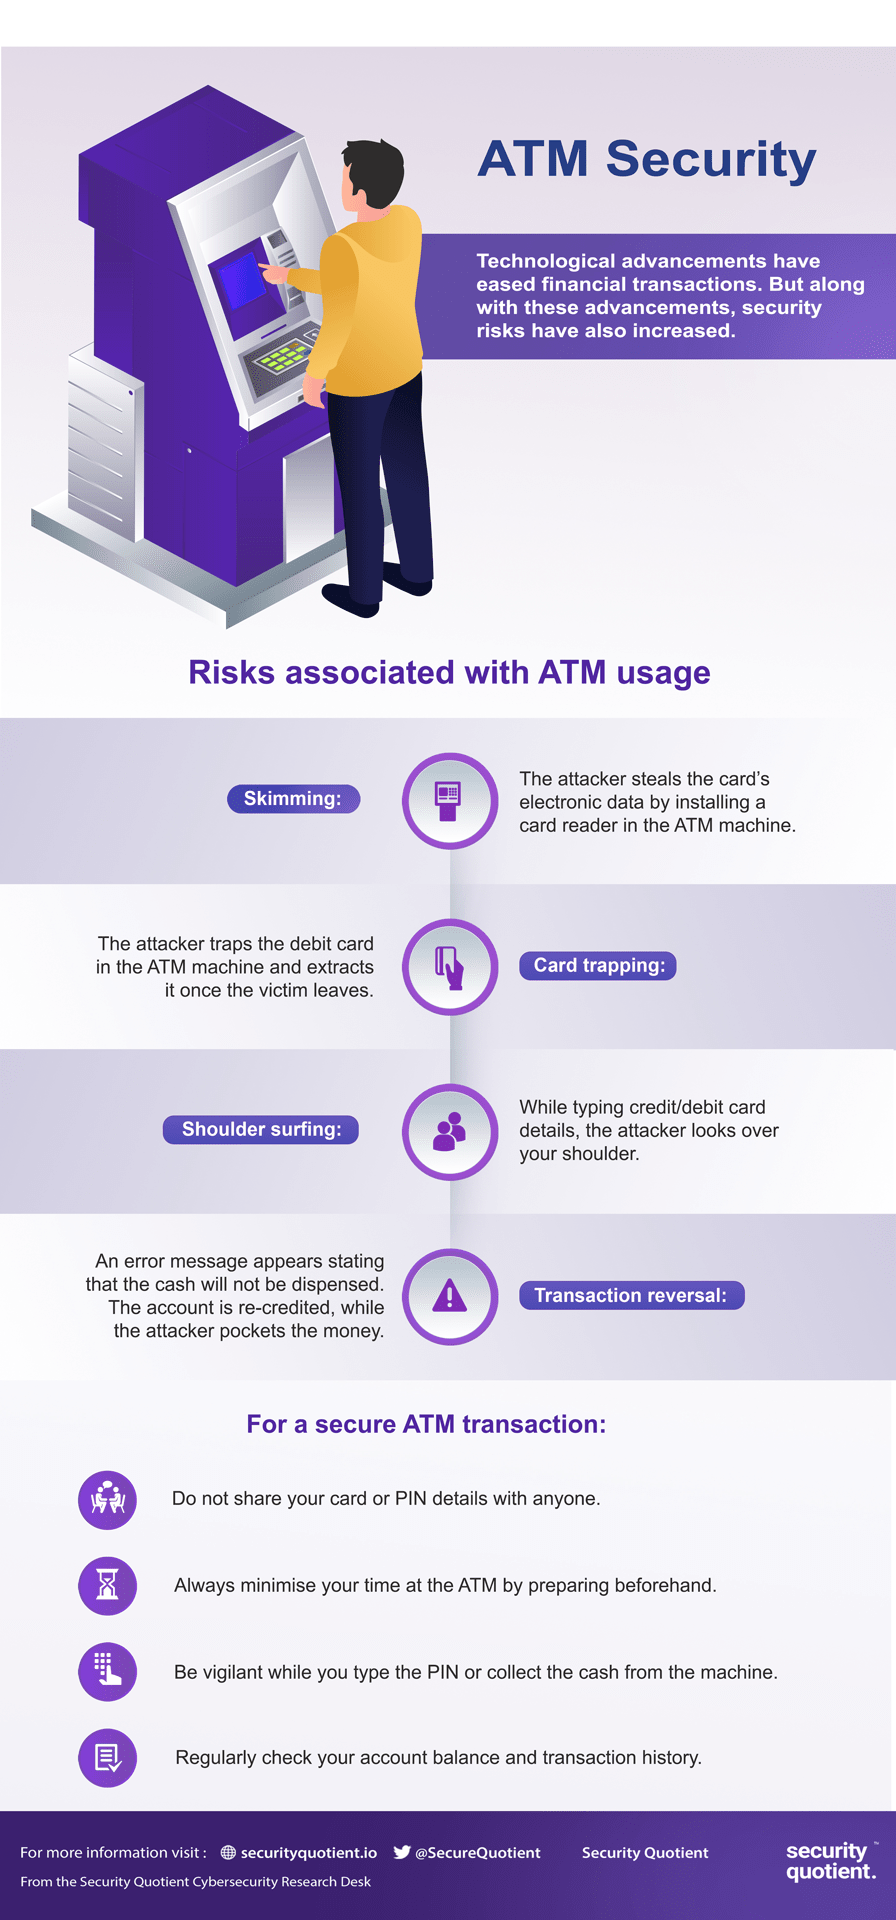 ATM Security
Technological advancements have
eased financial transactions. But along
with these advancements, security
risks have also increased.
Risks associated with ATM usage
Skimming:
The attacker steals the card’s
electronic data by installing a
card reader in the ATM machine.
Card trapping:
The attacker traps the debit card
in the ATM machine and extracts
it once the victim leaves.
Shoulder surfing:
While typing credit/debit card
details, the attacker looks over
your shoulder.
Transaction reversal:
An error message appears stating
that the cash will not be dispensed.
The account is re-credited, while
the attacker pockets the money.
For a secure ATM transaction:
Do not share your card or PIN details with anyone.
Always minimise your time at the ATM by preparing beforehand.
Be vigilant while you type the PIN or collect the cash from the machine.
Regularly check your account balance and transaction history.
For more information visit : securityquotient.io @SecureQuotient Security Quotient
From the Security Quotient Cybersecurity Research Desk
security
quotient.
™